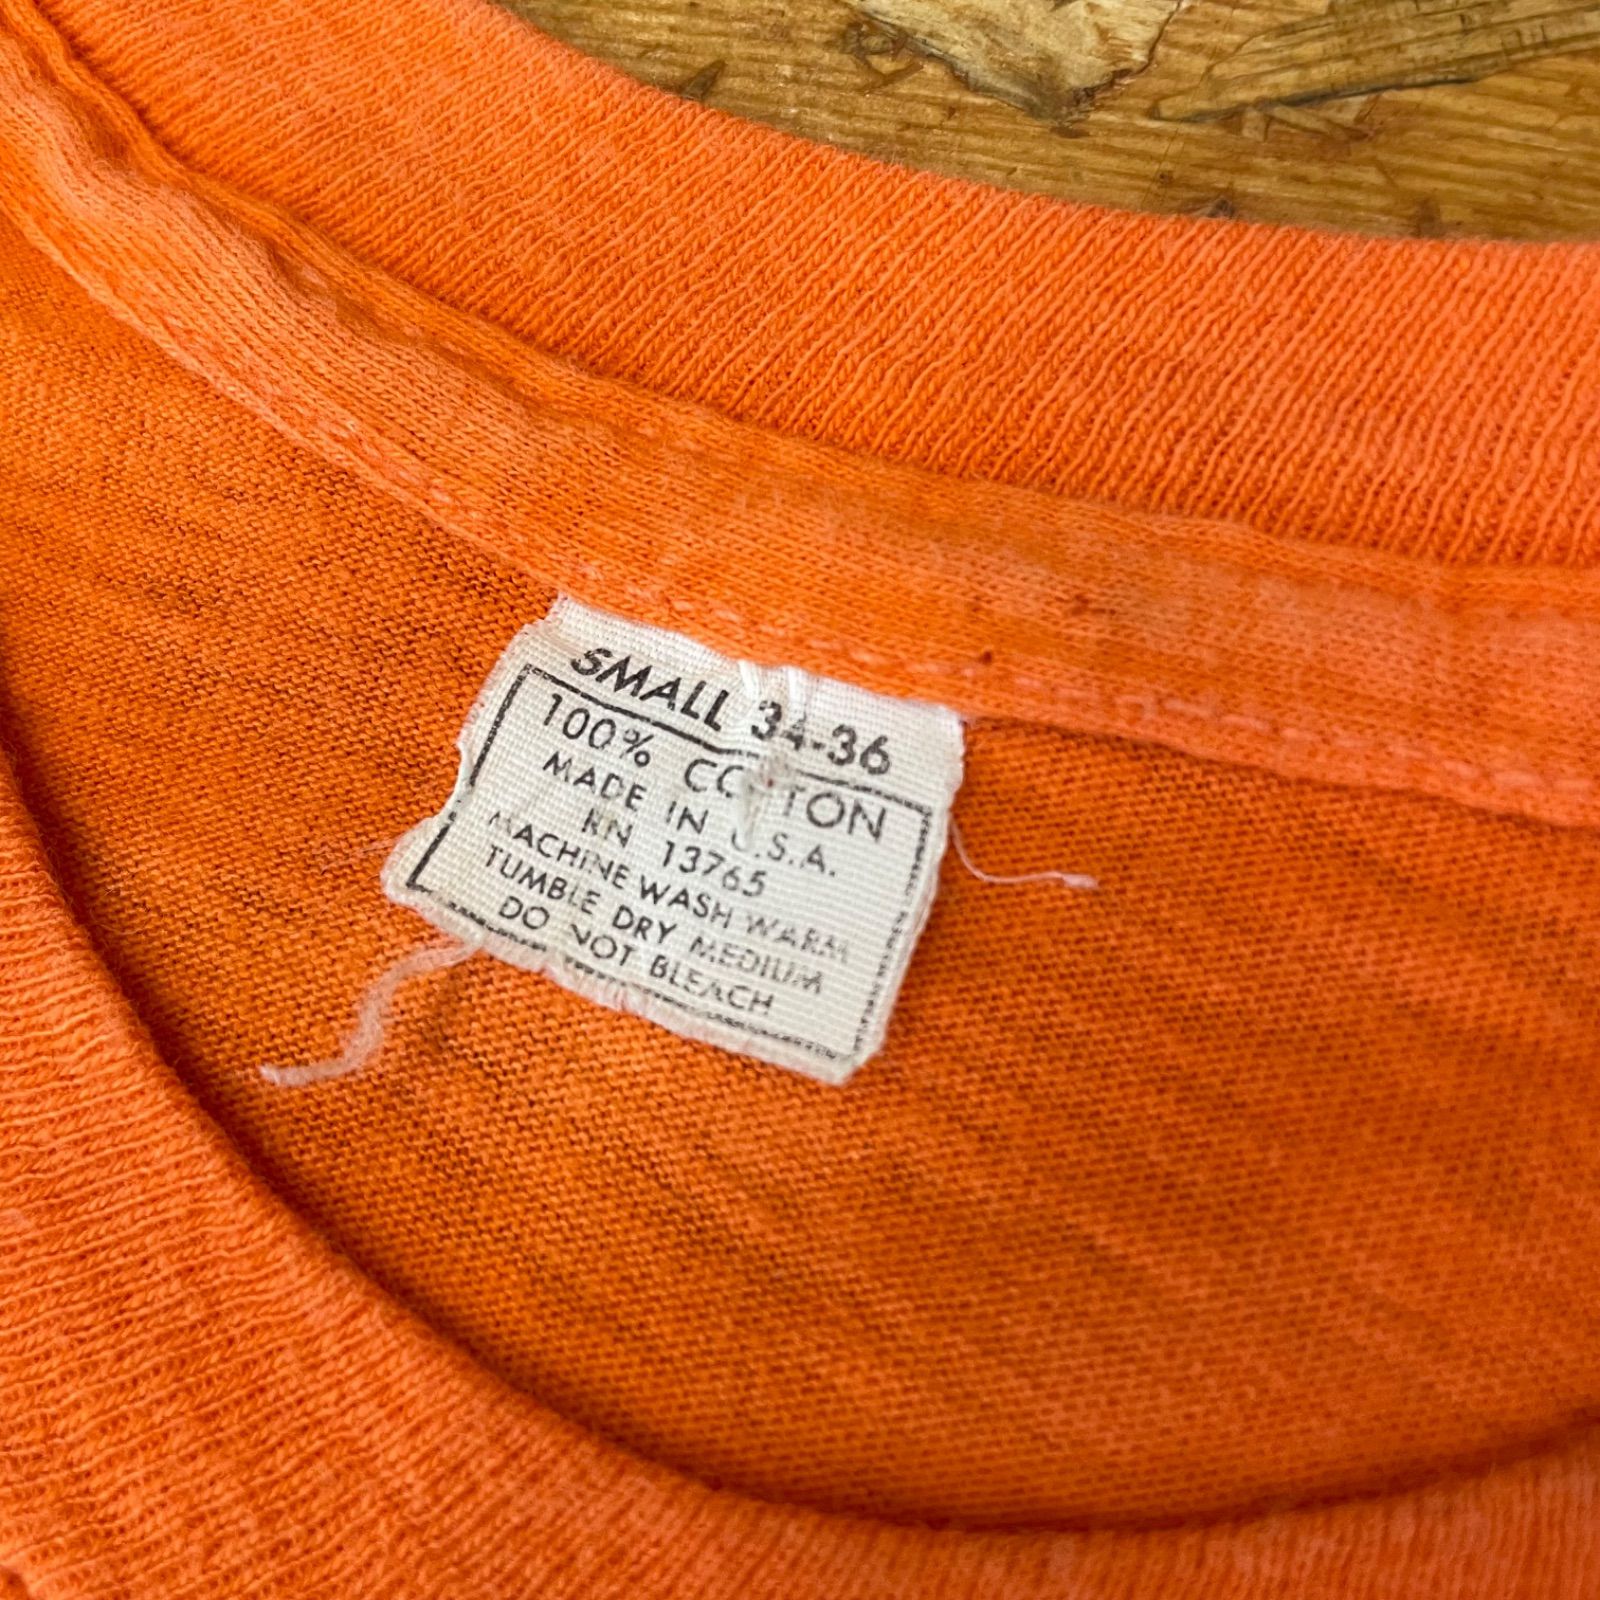 SMALL 34-36
100% COTTON
MADE IN U.S.A.
RN 13765
MACHINE WASH WARM
TUMBLE DRY MEDIUM
DO NOT BLEACH